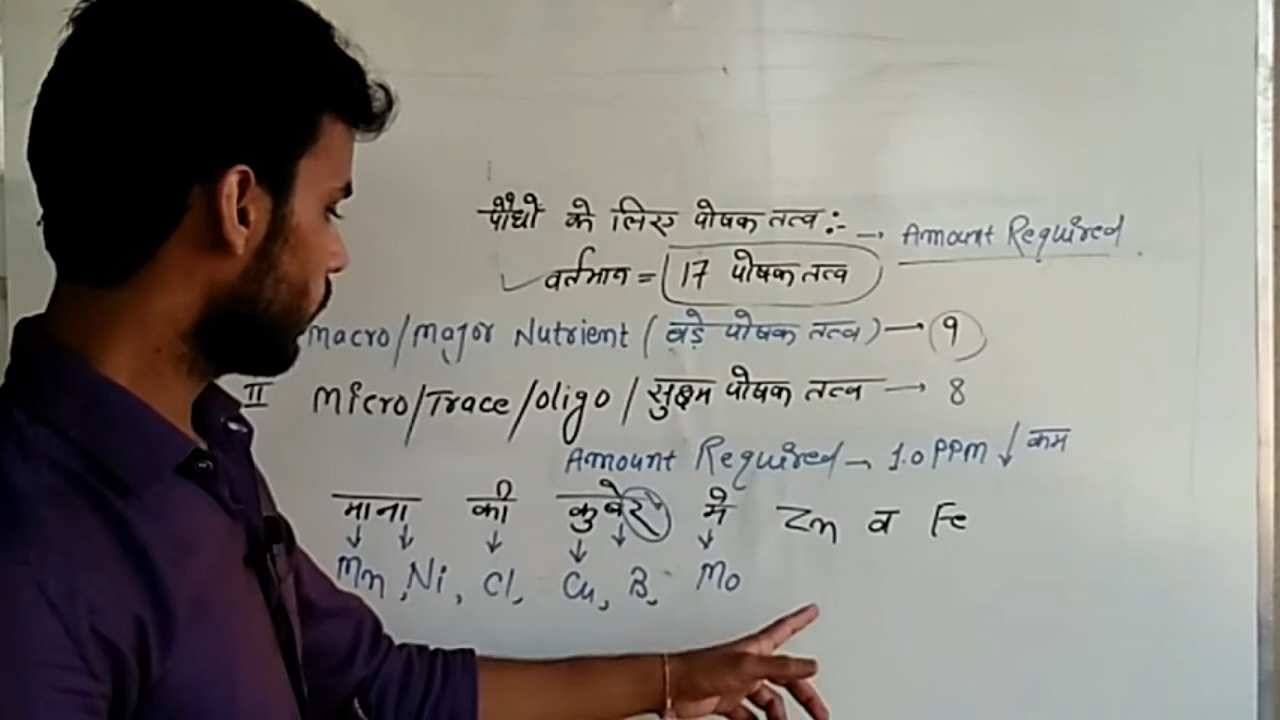 पौधो के लिए पोषक तत्व :- → Amount Required
✓ वर्तमान = 17 पोषक तत्व
Macro/Major Nutrient (बड़े पोषक तत्व) → 9
II Micro/Trace/oligo/सुक्ष्म पोषक तत्व → 8
Amount Required → 1.0 PPM ↓ कम
माना की कुबेर मे Zn व Fe
↓ ↓ ↓ ↓ ↓ ↓
Mn, Ni, Cl, Cu, B, Mo